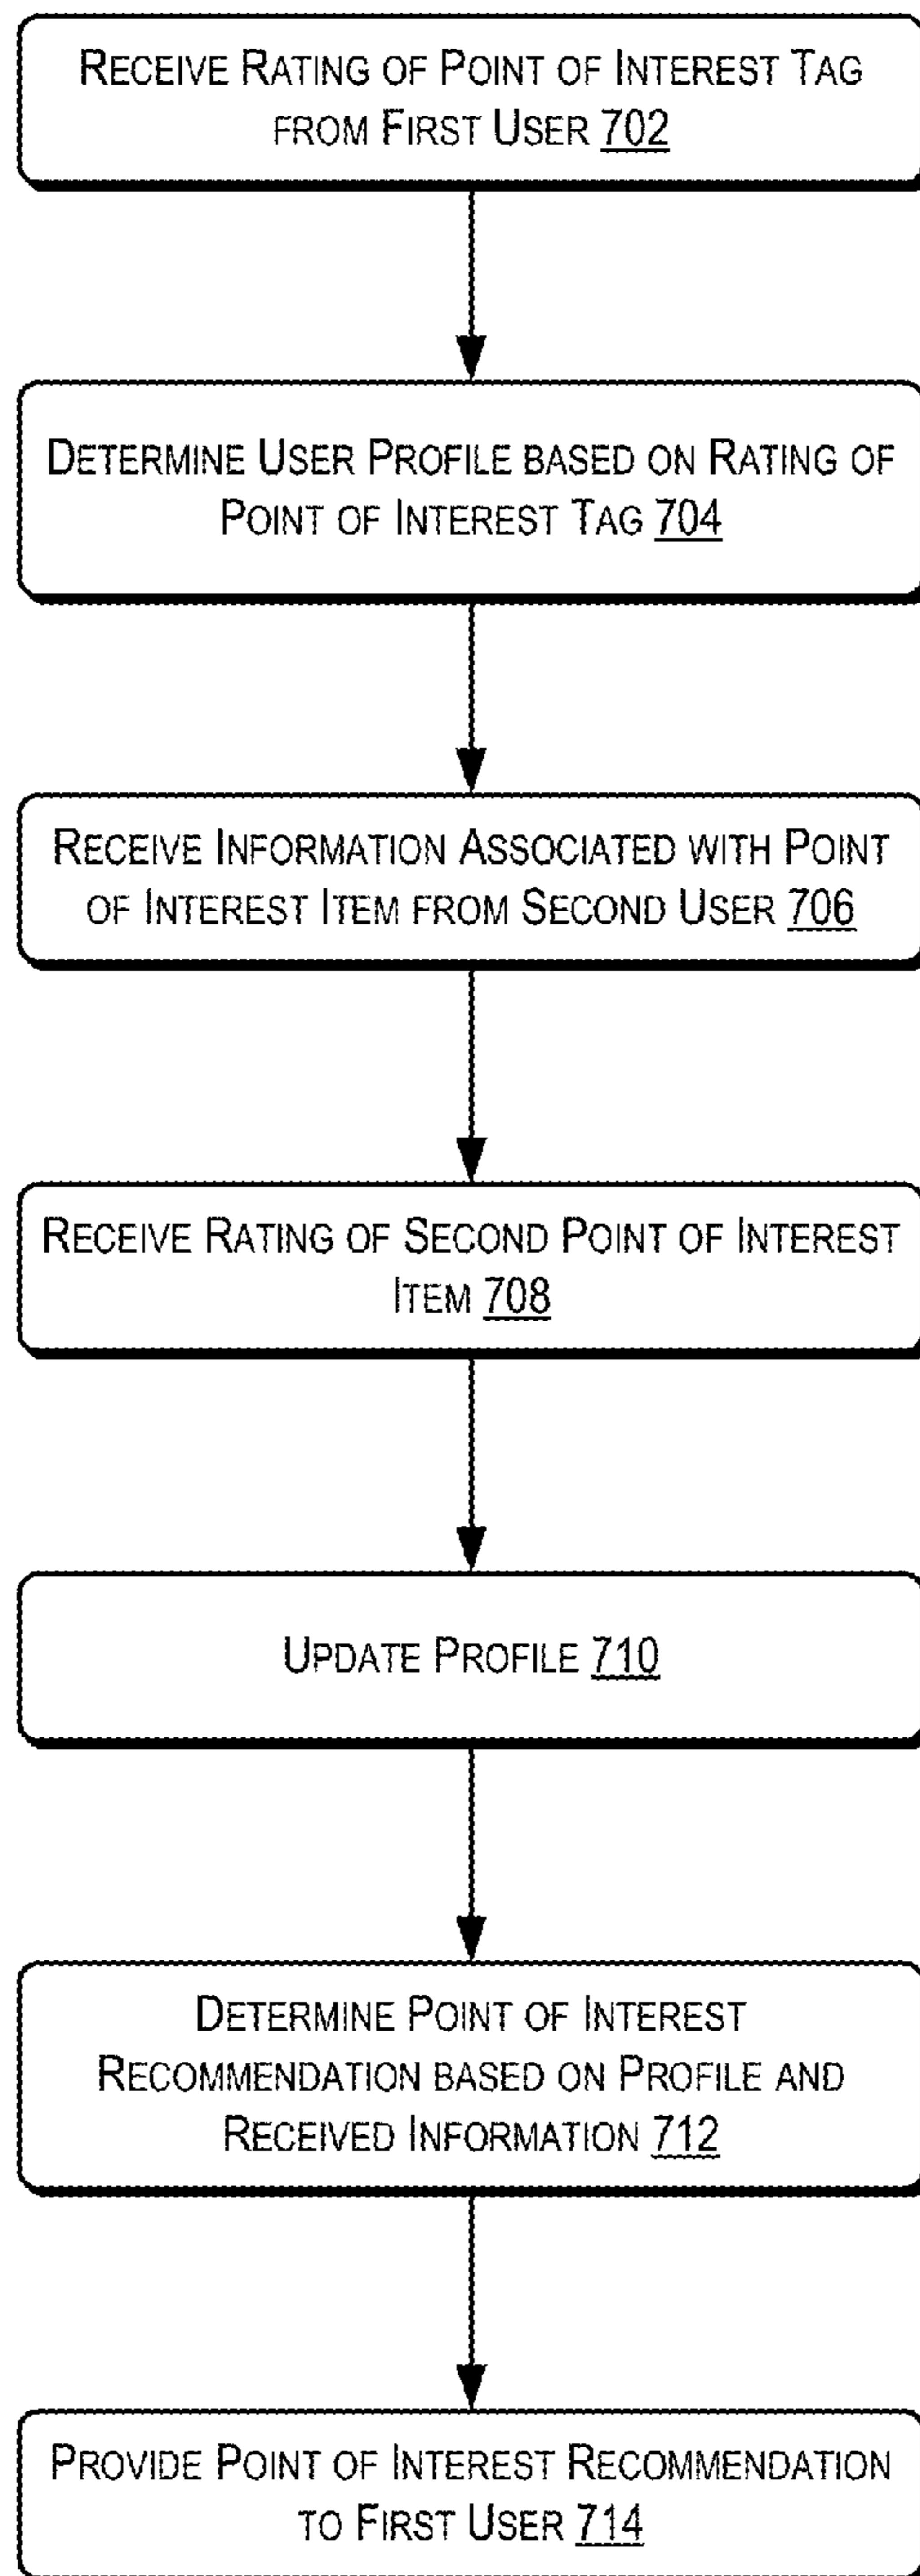 RECEIVE RATING OF POINT OF INTEREST TAG
FROM FIRST USER 702
DETERMINE USER PROFILE BASED ON RATING OF
POINT OF INTEREST TAG 704
RECEIVE INFORMATION ASSOCIATED WITH POINT
OF INTEREST ITEM FROM SECOND USER 706
RECEIVE RATING OF SECOND POINT OF INTEREST
ITEM 708
UPDATE PROFILE 710
DETERMINE POINT OF INTEREST
RECOMMENDATION BASED ON PROFILE AND
RECEIVED INFORMATION 712
PROVIDE POINT OF INTEREST RECOMMENDATION
TO FIRST USER 714